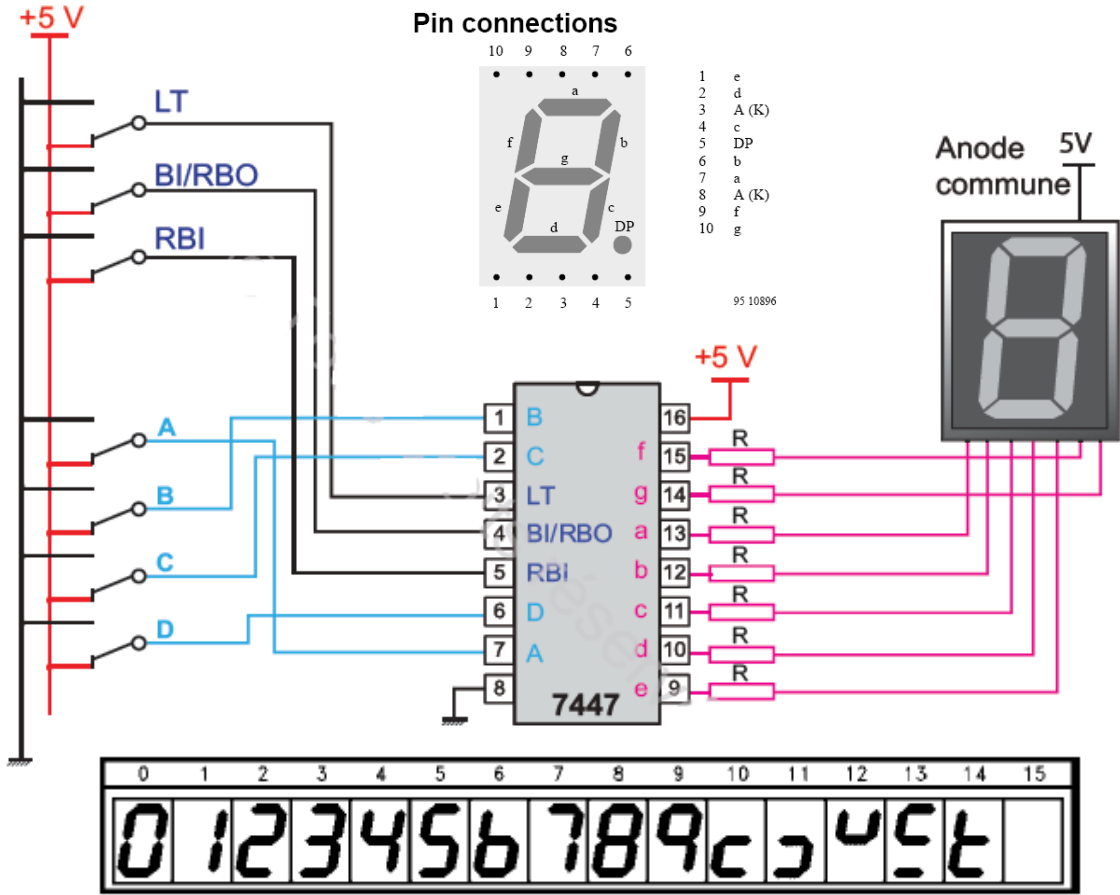 +5 V
Pin connections
10 9 8 7 6
a
f
b
g
e
c
d
DP
1 2 3 4 5
1 e
2 d
3 A (K)
4 c
5 DP
6 b
7 a
8 A (K)
9 f
10 g
95 10896
LT
BI/RBO
RBI
Anode
commune
5V
+5 V
A
B
C
D
1 B
2 C
3 LT
4 BI/RBO
5 RBI
6 D
7 A
8
16
f 15 R
g 14 R
a 13 R
b 12 R
c 11 R
d 10 R
e 9 R
7447
0 1 2 3 4 5 6 7 8 9 10 11 12 13 14 15